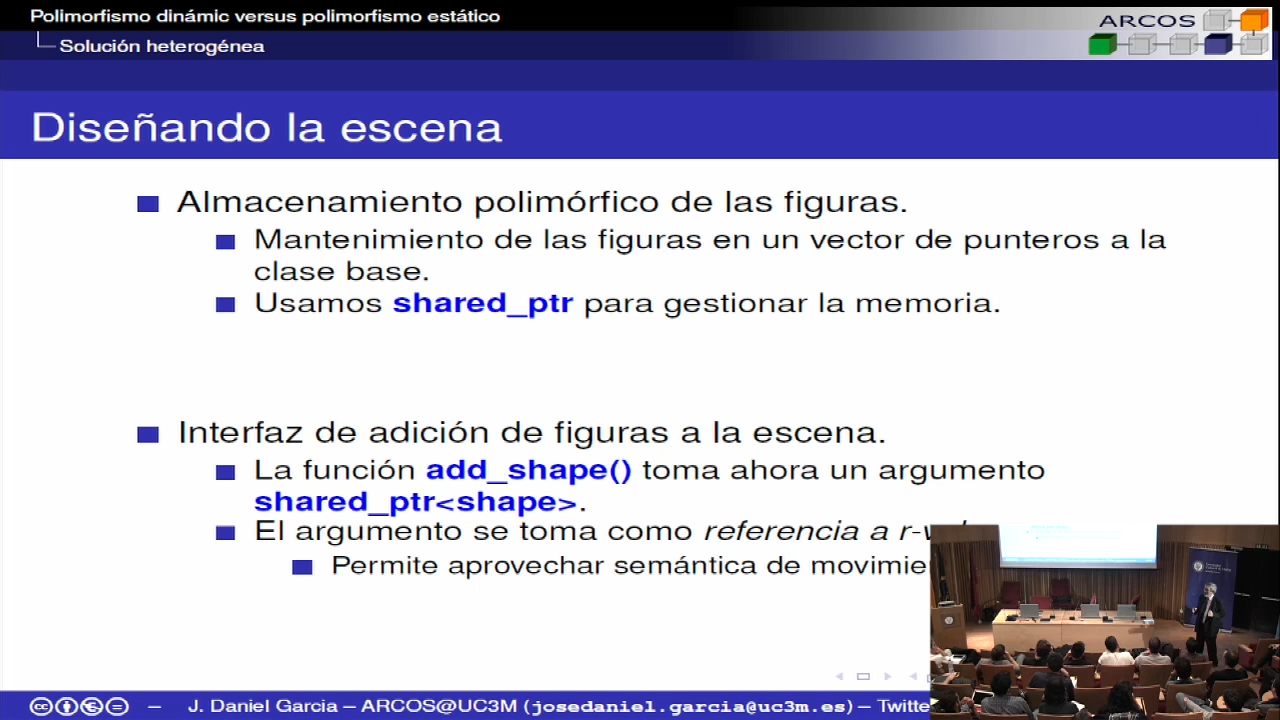 Polimorfismo dinámic versus polimorfismo estático
Solución heterogénea
ARCOS
Diseñando la escena
Almacenamiento polimórfico de las figuras.
Mantenimiento de las figuras en un vector de punteros a la
clase base.
Usamos shared_ptr para gestionar la memoria.
Interfaz de adición de figuras a la escena.
La función add_shape() toma ahora un argumento
shared_ptr<shape>.
El argumento se toma como referencia a
Permite aprovechar semántica de
– J. Daniel Garcia – ARCOS@UC3M (josedaniel.garcia@uc3m.es) –